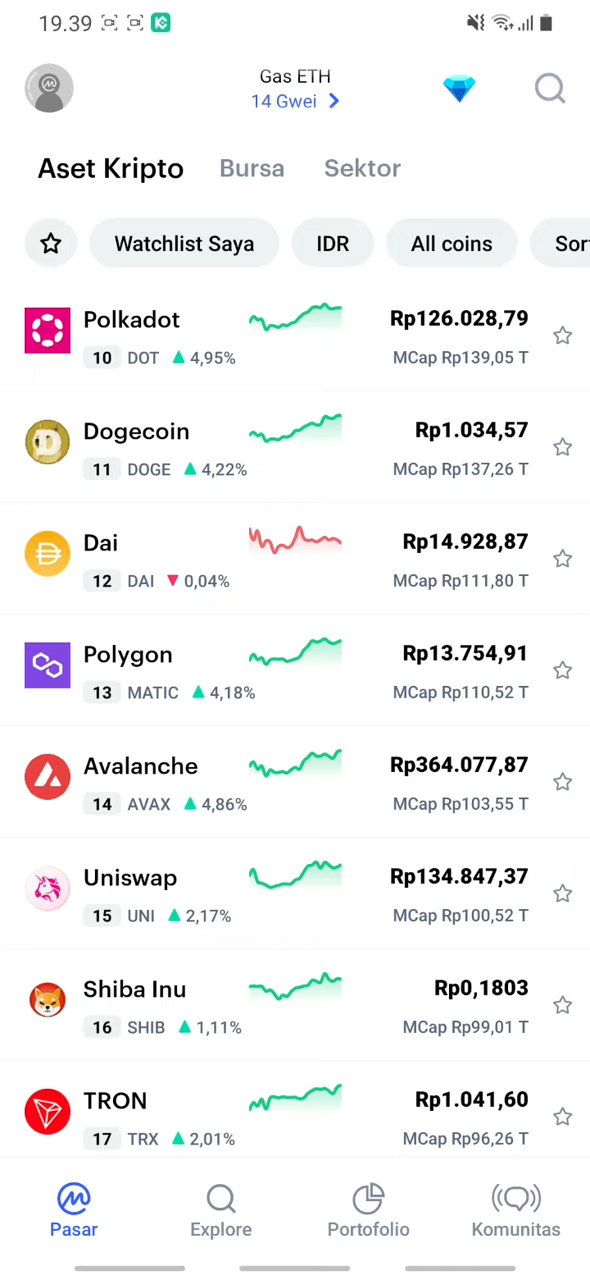 19.39
Gas ETH
14 Gwei
Aset Kripto Bursa Sektor
Watchlist Saya IDR All coins Sor
Polkadot Rp126.028,79
10 DOT ▲ 4,95% MCap Rp139,05 T
Dogecoin Rp1.034,57
11 DOGE ▲ 4,22% MCap Rp137,26 T
Dai Rp14.928,87
12 DAI ▼ 0,04% MCap Rp111,80 T
Polygon Rp13.754,91
13 MATIC ▲ 4,18% MCap Rp110,52 T
Avalanche Rp364.077,87
14 AVAX ▲ 4,86% MCap Rp103,55 T
Uniswap Rp134.847,37
15 UNI ▲ 2,17% MCap Rp100,52 T
Shiba Inu Rp0,1803
16 SHIB ▲ 1,11% MCap Rp99,01 T
TRON Rp1.041,60
17 TRX ▲ 2,01% MCap Rp96,26 T
Pasar Explore Portofolio Komunitas